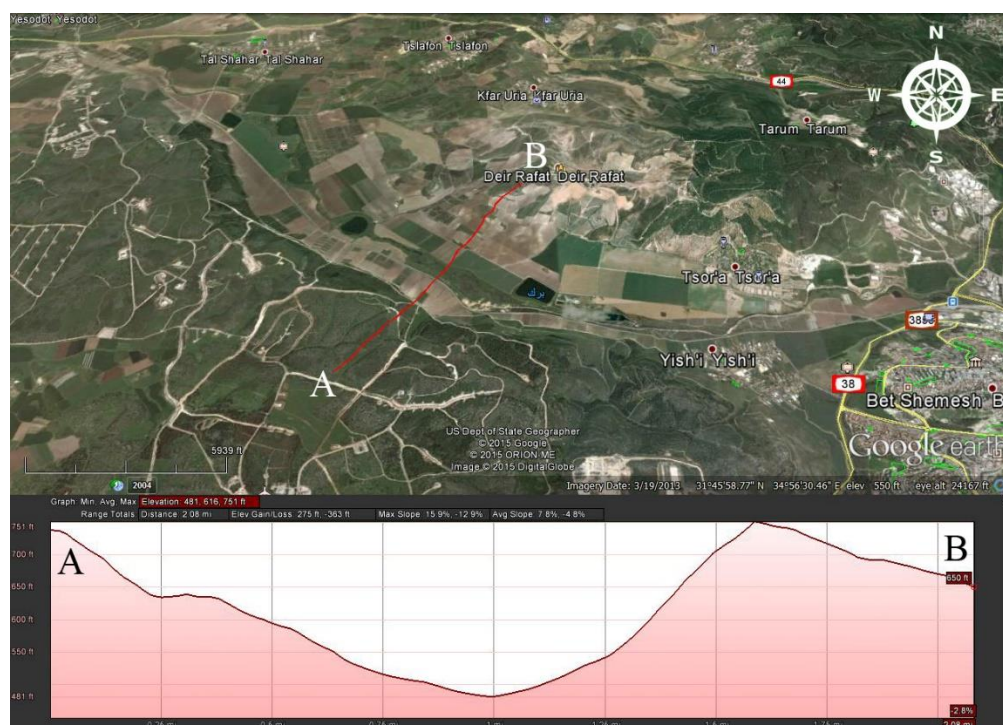 Yesodot Yesodot
Tal Shahar Tal Shahar
Tslafon Tslafon
44
N
Kfar Uria Kfar Uria
W E
Tarum Tarum
S
B
Deir Rafat Deir Rafat
Tsor'a Tsor'a
برك
38
Yish'i Yish'i
A
38
Bet Shemesh B
US Dept of State Geographer
© 2015 Google
© 2015 ORION-ME
Image © 2015 DigitalGlobe
Google earth
5939 ft
2004
Imagery Date: 3/19/2013 31°45'58.77" N 34°56'30.46" E elev 550 ft eye alt 24167 ft
Graph: Min, Avg, Max Elevation: 481, 616, 751 ft
Range Totals: Distance: 2.08 mi Elev Gain/Loss: 275 ft, -363 ft Max Slope: 15.9%, -12.9% Avg Slope: 7.8%, -4.8%
751 ft
A
B
700 ft
650 ft
650 ft
600 ft
550 ft
481 ft
-2.8%
1 mi
2.08 mi